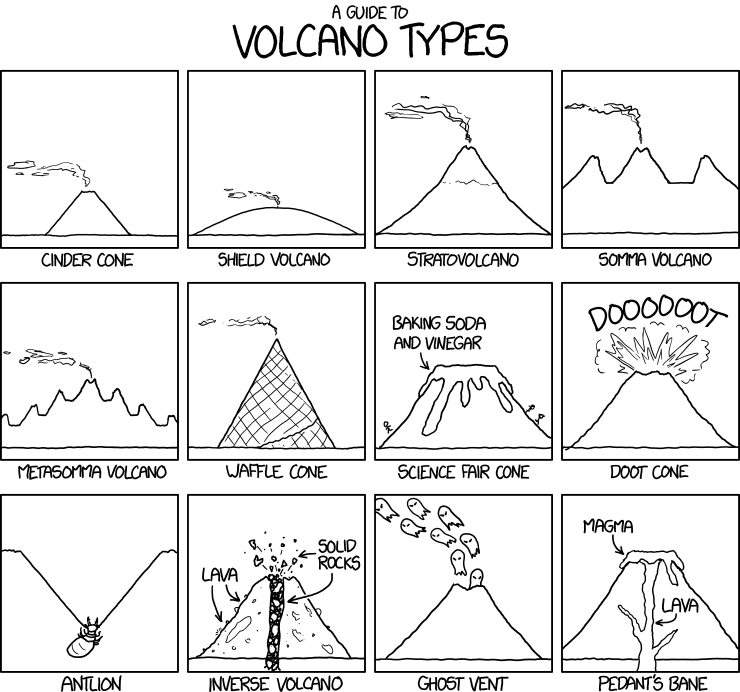 A GUIDE TO
VOLCANO TYPES
CINDER CONE
SHIELD VOLCANO
STRATOVOLCANO
SOMMA VOLCANO
BAKING SODA
AND VINEGAR
DOOOOOOT
METASOMMA VOLCANO
WAFFLE CONE
SCIENCE FAIR CONE
DOOT CONE
LAVA
SOLID
ROCKS
MAGMA
LAVA
ANTLION
INVERSE VOLCANO
GHOST VENT
PEDANT'S BANE